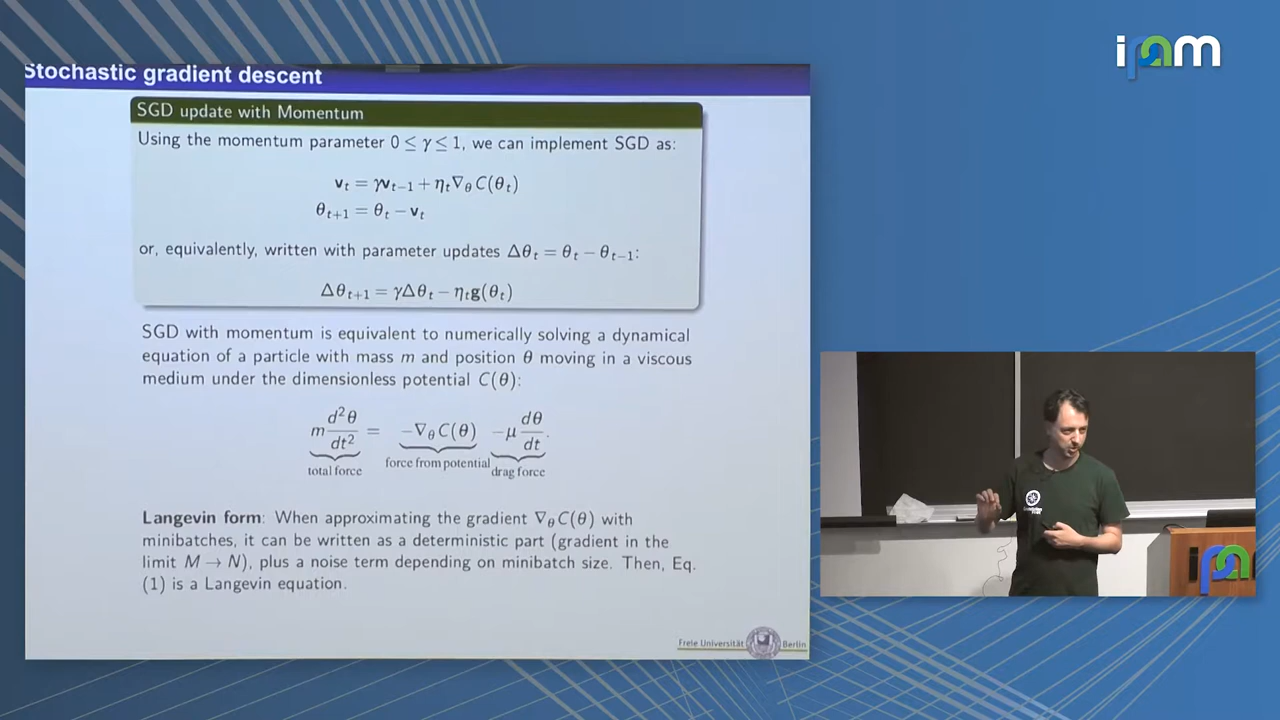 ipam
Stochastic gradient descent
SGD update with Momentum
Using the momentum parameter 0 ≤ γ ≤ 1, we can implement SGD as:
v_t = γv_{t−1} + η_t ∇_θ C(θ_t)
θ_{t+1} = θ_t − v_t
or, equivalently, written with parameter updates Δθ_t = θ_t − θ_{t−1}:
Δθ_{t+1} = γΔθ_t − η_t g(θ_t)
SGD with momentum is equivalent to numerically solving a dynamical
equation of a particle with mass m and position θ moving in a viscous
medium under the dimensionless potential C(θ):
m d²θ/dt² = −∇_θ C(θ) −μ dθ/dt.
total force force from potential drag force
Langevin form: When approximating the gradient ∇_θ C(θ) with
minibatches, it can be written as a deterministic part (gradient in the
limit M → N), plus a noise term depending on minibatch size. Then, Eq.
(1) is a Langevin equation.
Freie Universität Berlin